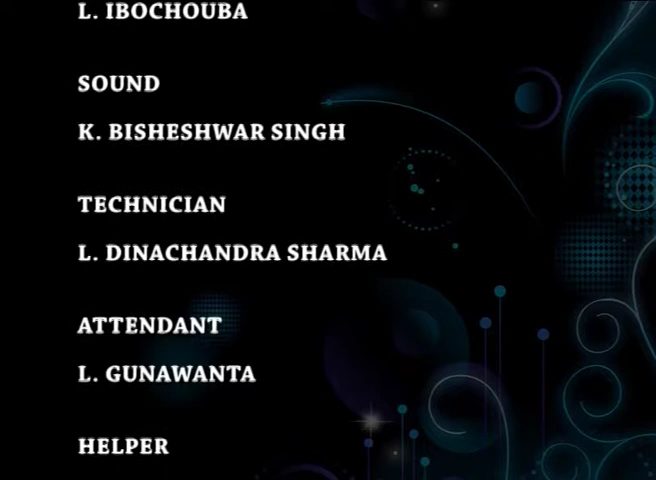 L. IBOCHOUBA
SOUND
K. BISHESHWAR SINGH
TECHNICIAN
L. DINACHANDRA SHARMA
ATTENDANT
L. GUNAWANTA
HELPER